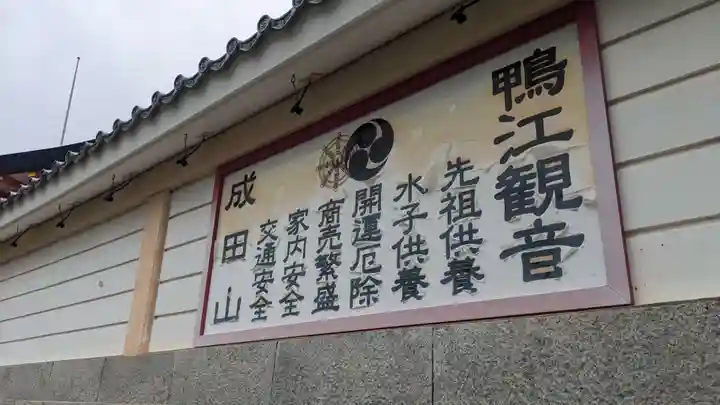 鴨江観音
先祖供養
水子供養
開運厄除
商売繁盛
家内安全
交通安全
成田山